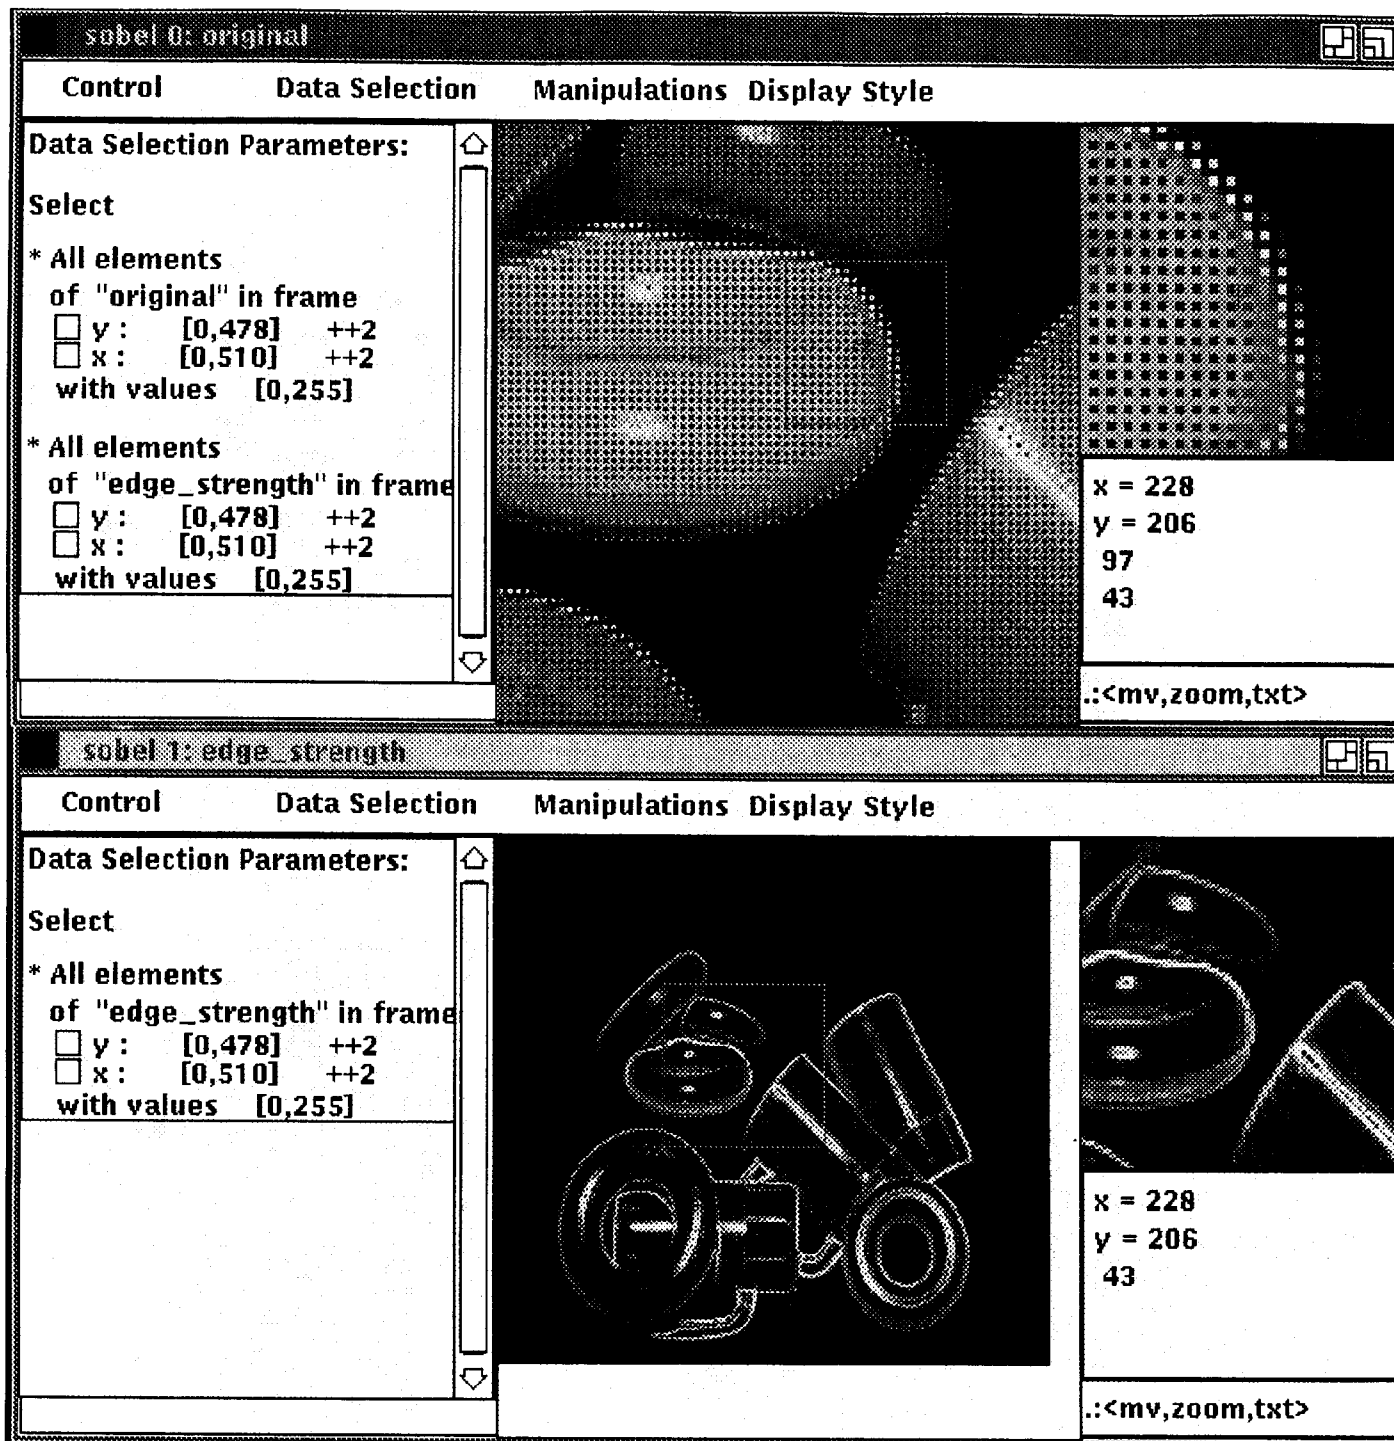 sobel 0: original
Control Data Selection Manipulations Display Style
Data Selection Parameters:
Select
* All elements
of "original" in frame
y : [0,478] ++2
x : [0,510] ++2
with values [0,255]
* All elements
of "edge_strength" in frame
y : [0,478] ++2
x : [0,510] ++2
with values [0,255]
x = 228
y = 206
97
43
.:<mv,zoom,txt>
sobel 1: edge_strength
Control Data Selection Manipulations Display Style
Data Selection Parameters:
Select
* All elements
of "edge_strength" in frame
y : [0,478] ++2
x : [0,510] ++2
with values [0,255]
x = 228
y = 206
43
.:<mv,zoom,txt>